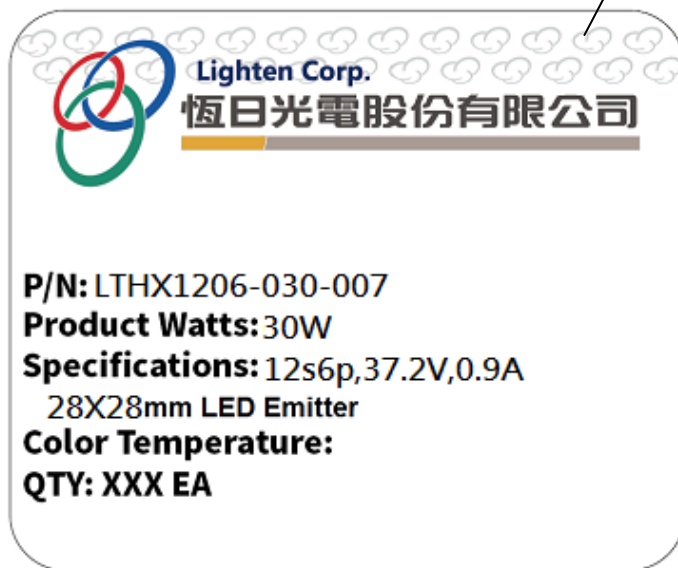 Lighten Corp.
恆日光電股份有限公司
P/N: LTHX1206-030-007
Product Watts: 30W
Specifications: 12s6p,37.2V,0.9A
28X28mm LED Emitter
Color Temperature:
QTY: XXX EA